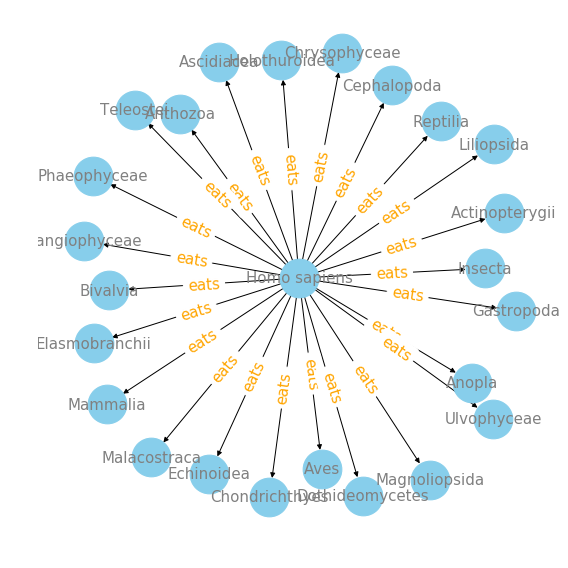 Chrysophyceae
Ascidiacea
Holothuroidea
Cephalopoda
Teleostei
Anthozoa
Reptilia
Liliopsida
eats
eats
eats
eats
Phaeophyceae
eats
eats
eats
eats
Actinopterygii
eats
angiophyceae
eats
eats
Insecta
eats
Homo sapiens
eats
Bivalvia
eats
Gastropoda
eats
eats
eats
Elasmobranchii
eats
eats
eats
eats
eats
eats
eats
Anopla
eats
eats
Mammalia
Ulvophyceae
Malacostraca
Aves
Echinoidea
Magnoliopsida
Chondrichthyes
Dothideomycetes